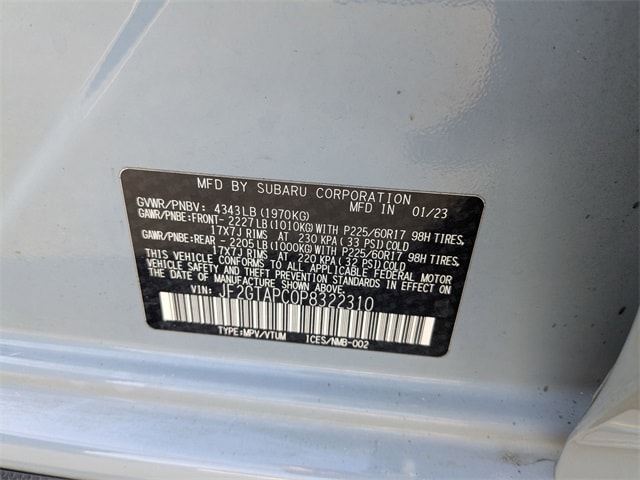 MFD BY SUBARU CORPORATION
GVWR/PNBV: 4343LB(1970KG) MADE IN JAPAN 01/23
GAWR/PNBE:FRONT- 2227LB(1010KG)WITH P225/60R17 98H TIRES,
17X7J RIMS AT 230 KPA( 33 PSI)COLD
GAWR/PNBE:REAR - 2205LB(1000KG)WITH P225/60R17 98H TIRES,
17X7J RIMS AT 220 KPA( 32 PSI)COLD
THIS VEHICLE CONFORMS TO ALL APPLICABLE FEDERAL MOTOR
VEHICLE SAFETY AND THEFT PREVENTION STANDARDS IN EFFECT ON
THE DATE OF MANUFACTURE SHOWN ABOVE.
VIN: JF2GTAPC0P8322310
TYPE:MPV/VTUM ICES/NMB-002